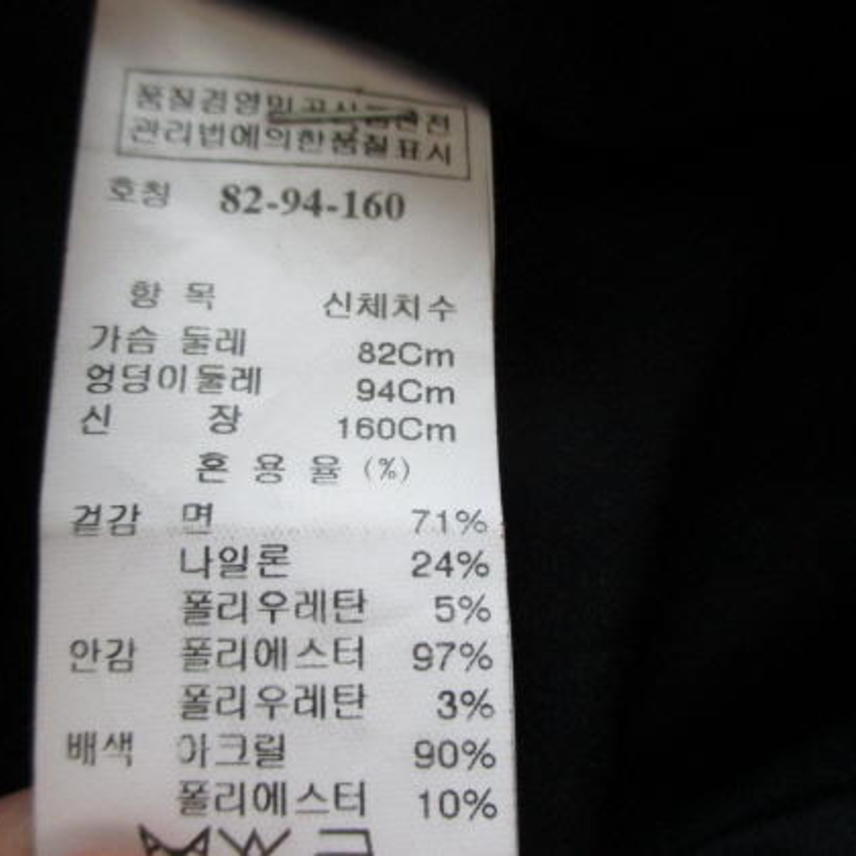 품질경영및공산품안전
관리법에의한품질표시
호칭 82-94-160
항 목 신체치수
가슴 둘레 82Cm
엉덩이둘레 94Cm
신 장 160Cm
혼 용 율 (%)
겉감 면 71%
나일론 24%
폴리우레탄 5%
안감 폴리에스터 97%
폴리우레탄 3%
배색 아크릴 90%
폴리에스터 10%